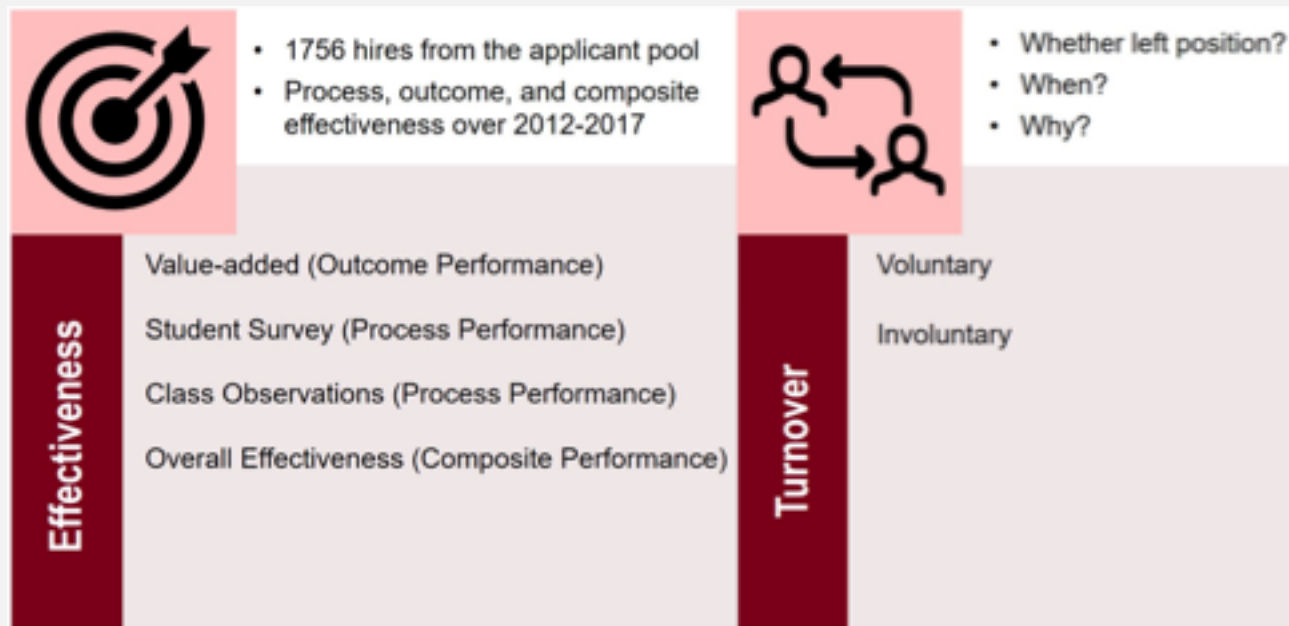 • 1756 hires from the applicant pool
• Process, outcome, and composite
effectiveness over 2012-2017
Effectiveness
Value-added (Outcome Performance)
Student Survey (Process Performance)
Class Observations (Process Performance)
Overall Effectiveness (Composite Performance)
• Whether left position?
• When?
• Why?
Turnover
Voluntary
Involuntary